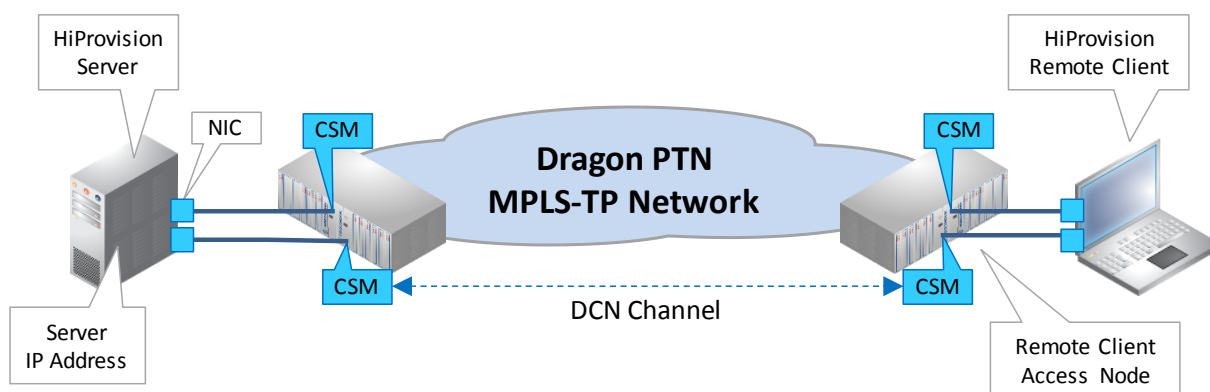 HiProvision
Server
NIC
CSM
Dragon PTN
MPLS-TP Network
CSM
HiProvision
Remote Client
CSM
CSM
DCN Channel
Server
IP Address
Remote Client
Access Node